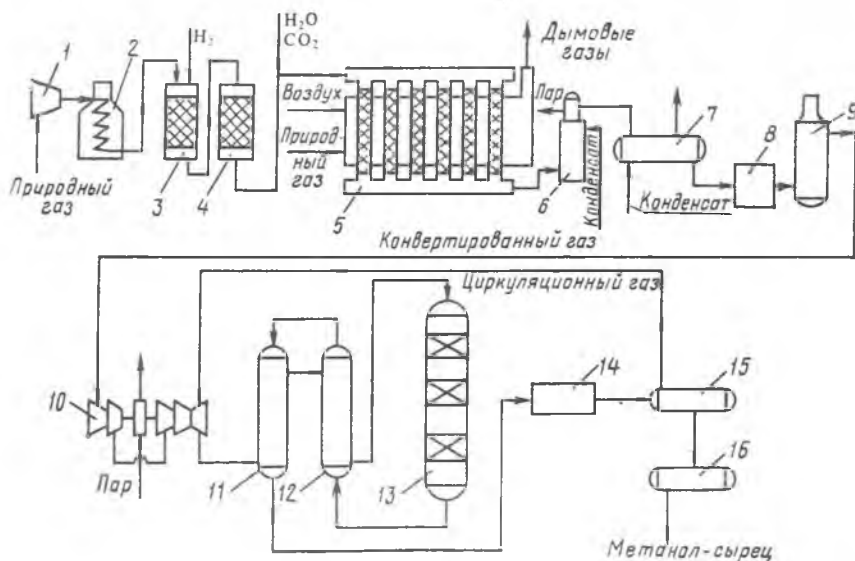 H₂O
CO₂
H₂
Дымовые
газы
1
2
Воздух
Пар
7
9
Природ-
ный
газ
8
Природный
газ
3
4
5
6
Конденсат
Конденсат
Конвертированный газ
Циркуляционный газ
14
15
10
16
Пар
11
12
13
Метанол-сырец